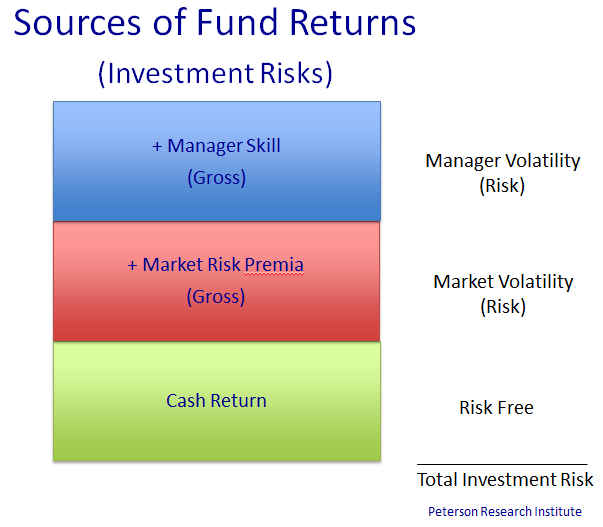 Sources of Fund Returns
(Investment Risks)
+ Manager Skill
(Gross)
Manager Volatility
(Risk)
+ Market Risk Premia
(Gross)
Market Volatility
(Risk)
Cash Return
Risk Free
Total Investment Risk
Peterson Research Institute